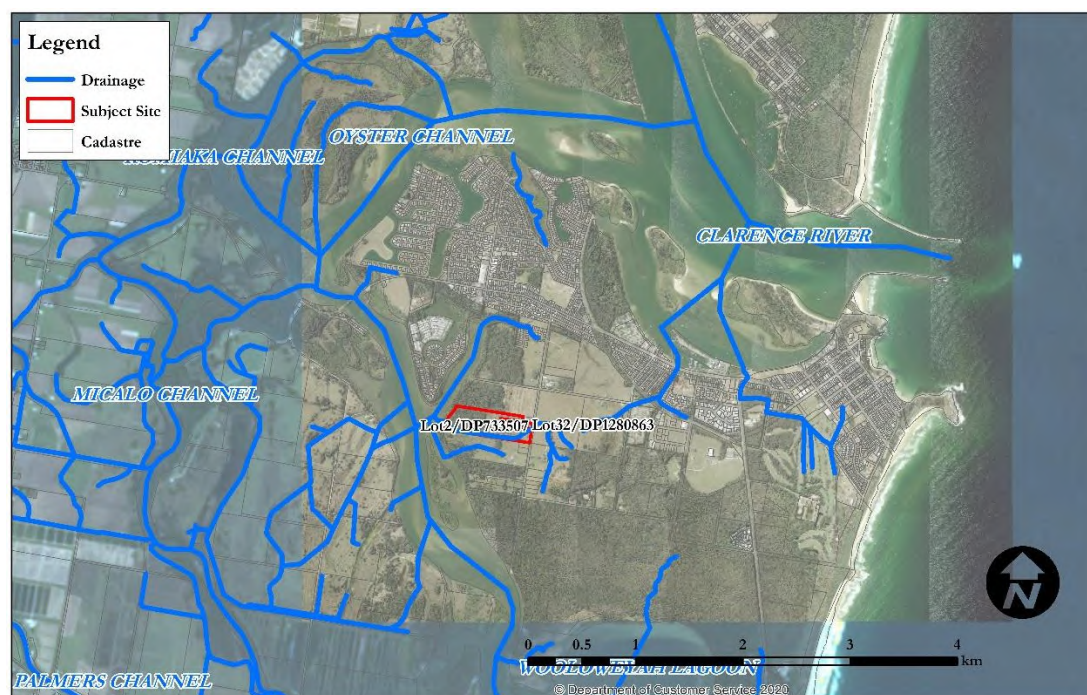 Legend
Drainage
Subject Site
Cadastre
OYSTER CHANNEL
CHANNEL
CLARENCE RIVER
MICALO CHANNEL
Lot2/DP733507 Lot32/DP1280863
N
0 0.5 1 2 3 4
km
WOOLOWEYAH LAGOON
PALMERS CHANNEL
© Department of Customer Service 2020